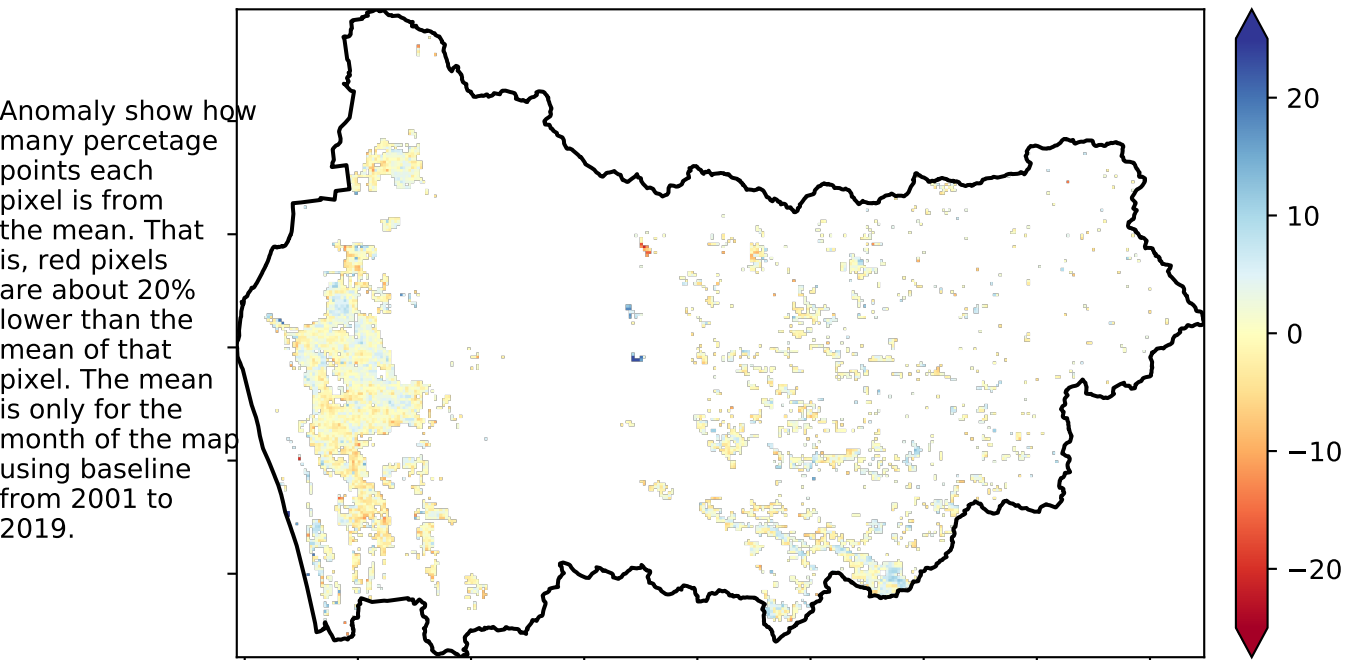 Anomaly show how
many percetage
points each
pixel is from
the mean. That
is, red pixels
are about 20%
lower than the
mean of that
pixel. The mean
is only for the
month of the map
using baseline
from 2001 to
2019.
20
10
0
−10
−20